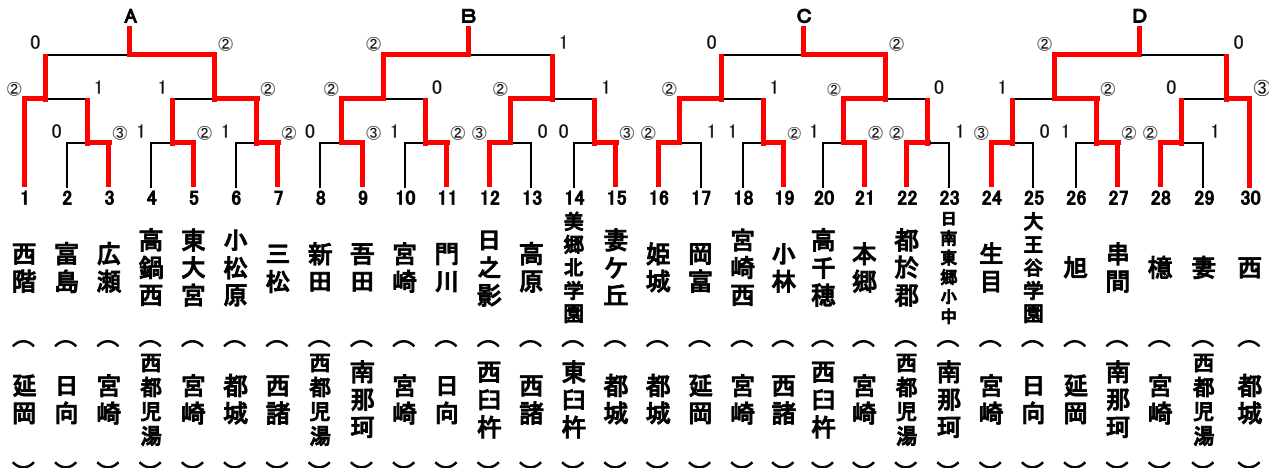 A B C D
0 ② ② 1 0 ② ② 0
② 1 1 ② ② 0 ② 1 ② 1 ② 0 1 ② 0 ③
0 ③ 1 ② 1 ② 0 ③ 1 ② ③ 0 0 ③ ② 1 1 ② 1 ② ② 1 ③ 0 1 ② ② 1
1 2 3 4 5 6 7 8 9 10 11 12 13 14 15 16 17 18 19 20 21 22 23 24 25 26 27 28 29 30
西階
富島
広瀬
高鍋西
東大宮
小松原
三松
新田
吾田
宮崎
門川
日之影
高原
美郷北学園
妻ケ丘
姫城
岡富
宮崎西
小林
高千穂
本郷
都於郡
日南東郷小中
生目
大王谷学園
旭
串間
檍
妻
西
（延岡）
（日向）
（宮崎）
（西都児湯）
（宮崎）
（都城）
（西諸）
（西都児湯）
（南那珂）
（宮崎）
（日向）
（西臼杵）
（西諸）
（東臼杵）
（都城）
（都城）
（延岡）
（宮崎）
（西諸）
（西臼杵）
（宮崎）
（西都児湯）
（南那珂）
（宮崎）
（日向）
（延岡）
（南那珂）
（宮崎）
（西都児湯）
（都城）